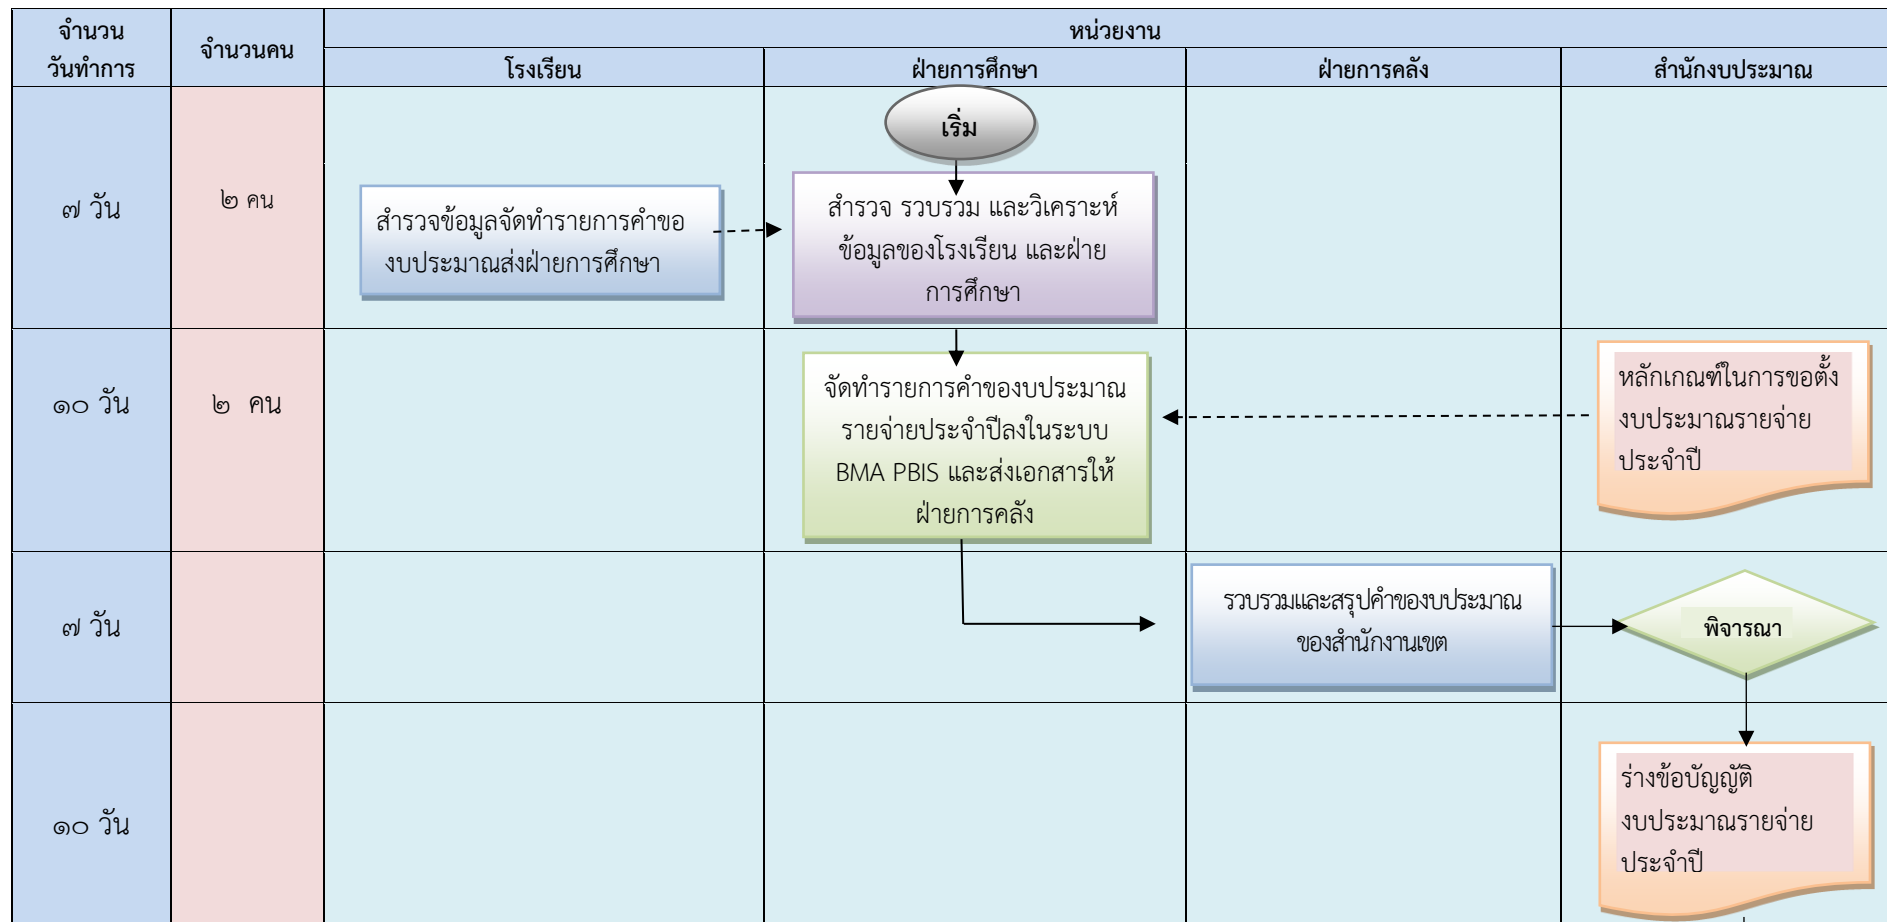 จำนวน
วันทำการ
จำนวนคน
หน่วยงาน
โรงเรียน
ฝ่ายการศึกษา
ฝ่ายการคลัง
สำนักงบประมาณ
เริ่ม
๗ วัน
๒ คน
สำรวจข้อมูลจัดทำรายการคำขอ
งบประมาณส่งฝ่ายการศึกษา
สำรวจ รวบรวม และวิเคราะห์
ข้อมูลของโรงเรียน และฝ่าย
การศึกษา
๑๐ วัน
๒ คน
จัดทำรายการคำของบประมาณ
รายจ่ายประจำปีลงในระบบ
BMA PBIS และส่งเอกสารให้
ฝ่ายการคลัง
หลักเกณฑ์ในการขอตั้ง
งบประมาณรายจ่าย
ประจำปี
๗ วัน
รวบรวมและสรุปคำของบประมาณ
ของสำนักงานเขต
พิจารณา
๑๐ วัน
ร่างข้อบัญญัติ
งบประมาณรายจ่าย
ประจำปี